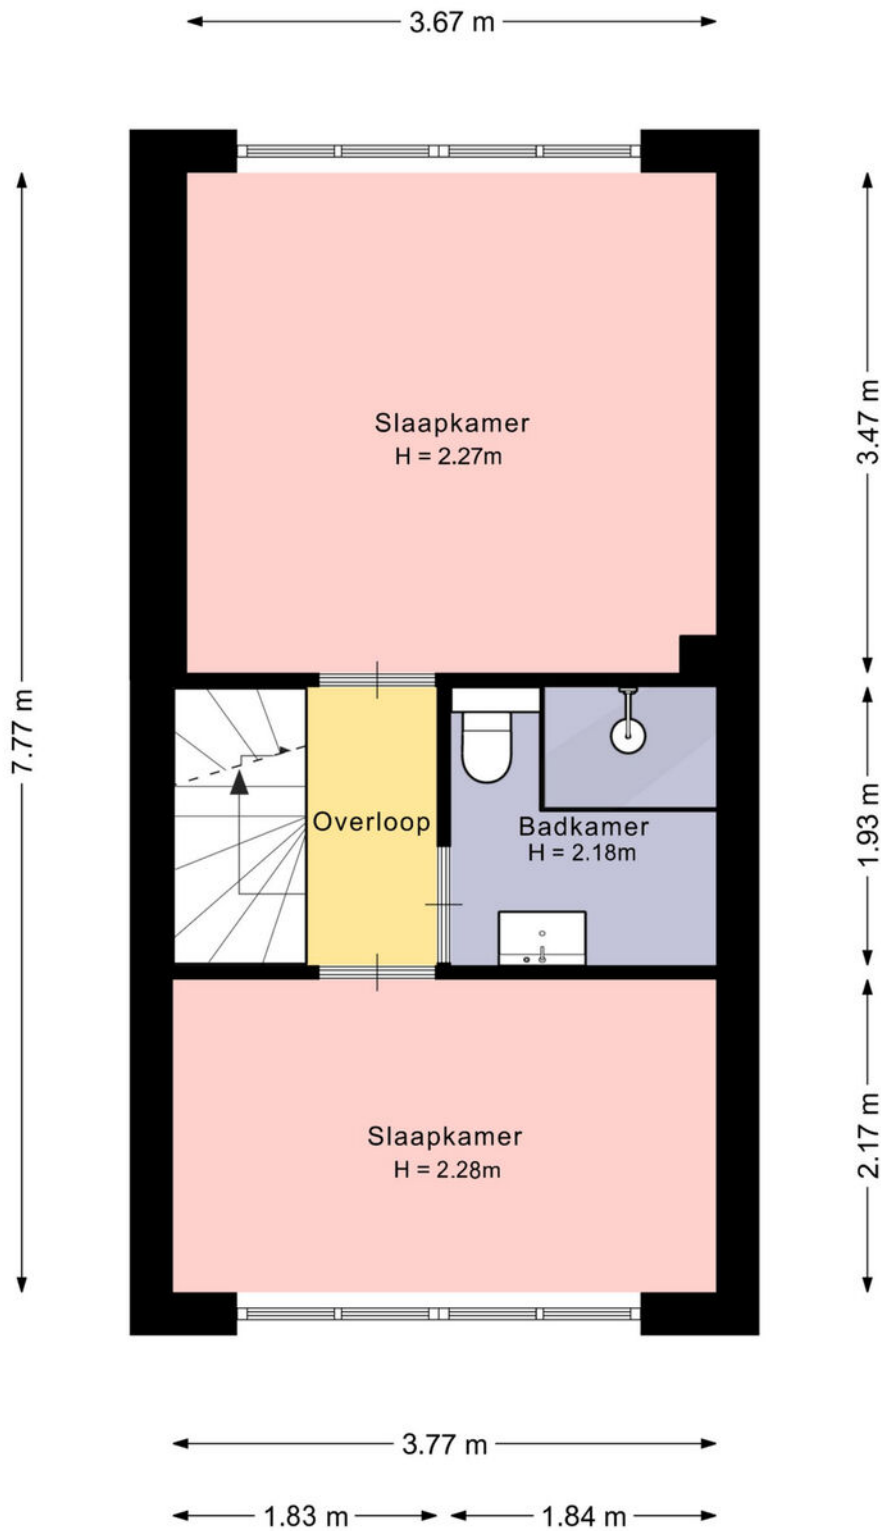 3.67 m
Slaapkamer
H = 2.27m
3.47 m
7.77 m
Overloop
Badkamer
H = 2.18m
1.93 m
Slaapkamer
H = 2.28m
2.17 m
3.77 m
1.83 m
1.84 m